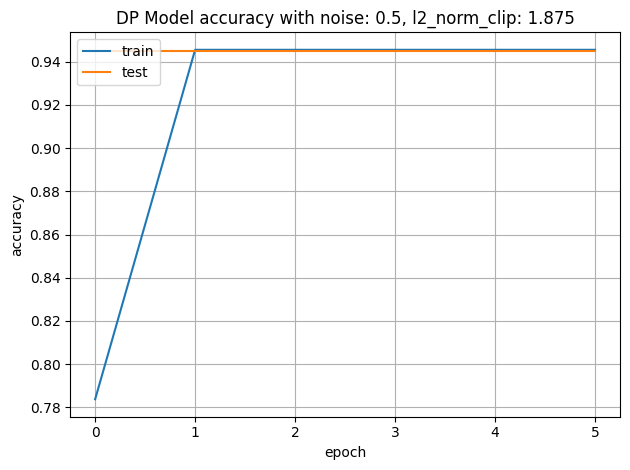 DP Model accuracy with noise: 0.5, l2_norm_clip: 1.875
train
test
accuracy
0.94
0.92
0.90
0.88
0.86
0.84
0.82
0.80
0.78
0 1 2 3 4 5
epoch